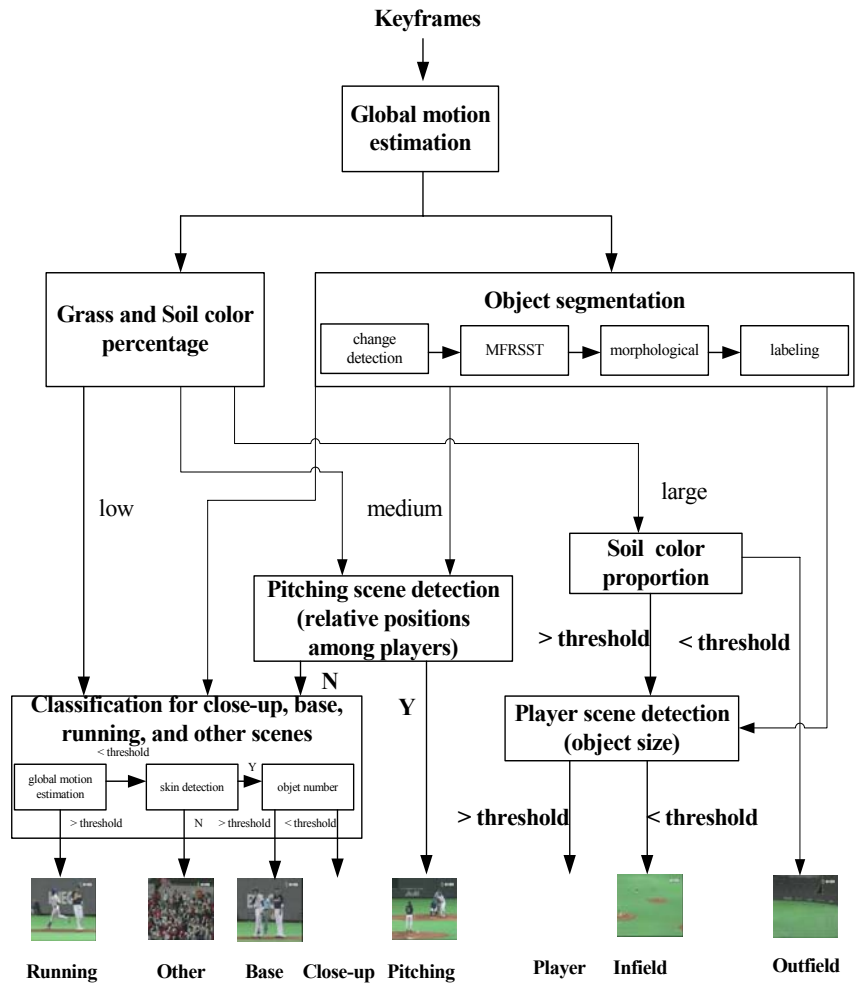 Keyframes
Global motion
estimation
Grass and Soil color
percentage
Object segmentation
change
detection
MFRSST
morphological
labeling
low
medium
large
Soil color
proportion
Pitching scene detection
(relative positions
among players)
> threshold
< threshold
N
Y
Classification for close-up, base,
running, and other scenes
< threshold
global motion
estimation
skin detection
Y
objet number
> threshold
N
> threshold
< threshold
Player scene detection
(object size)
> threshold
< threshold
Running
Other
Base
Close-up
Pitching
Player
Infield
Outfield